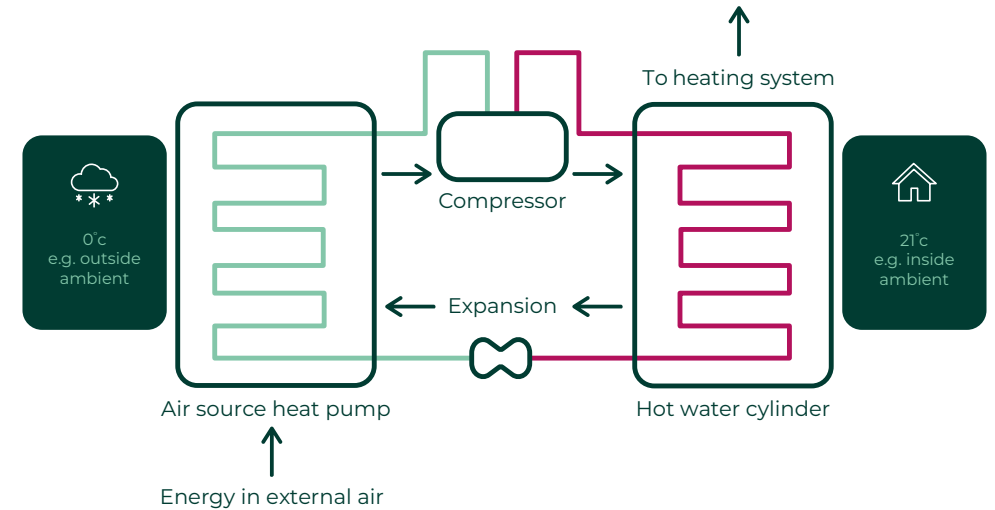 To heating system
Compressor
0°c
e.g. outside
ambient
21°c
e.g. inside
ambient
Expansion
Air source heat pump
Hot water cylinder
Energy in external air